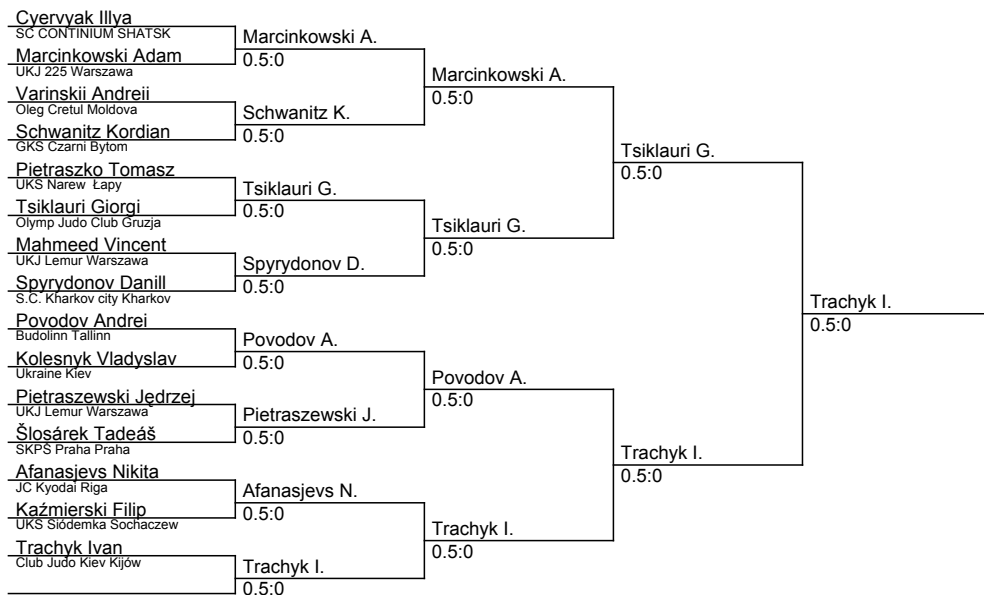 Cyervyak Illya
SC CONTINIUM SHATSK
Marcinkowski Adam
UKJ 225 Warszawa
Varinskii Andreii
Oleg Cretul Moldova
Schwanitz Kordian
GKS Czarni Bytom
Pietraszko Tomasz
UKS Narew Łapy
Tsiklauri Giorgi
Olymp Judo Club Gruzja
Mahmeed Vincent
UKJ Lemur Warszawa
Spyrydonov Danill
S.C. Kharkov city Kharkov
Povodov Andrei
Budolinn Tallinn
Kolesnyk Vladyslav
Ukraine Kiev
Pietraszewski Jędrzej
UKJ Lemur Warszawa
Šlosárek Tadeáš
SKPŠ Praha Praha
Afanasjevs Nikita
JC Kyodai Riga
Kaźmierski Filip
UKS Siódemka Sochaczew
Trachyk Ivan
Club Judo Kiev Kijów
Marcinkowski A.
0.5:0
Schwanitz K.
0.5:0
Tsiklauri G.
0.5:0
Spyrydonov D.
0.5:0
Povodov A.
0.5:0
Pietraszewski J.
0.5:0
Afanasjevs N.
0.5:0
Trachyk I.
0.5:0
Marcinkowski A.
0.5:0
Tsiklauri G.
0.5:0
Povodov A.
0.5:0
Trachyk I.
0.5:0
Tsiklauri G.
0.5:0
Trachyk I.
0.5:0
Trachyk I.
0.5:0